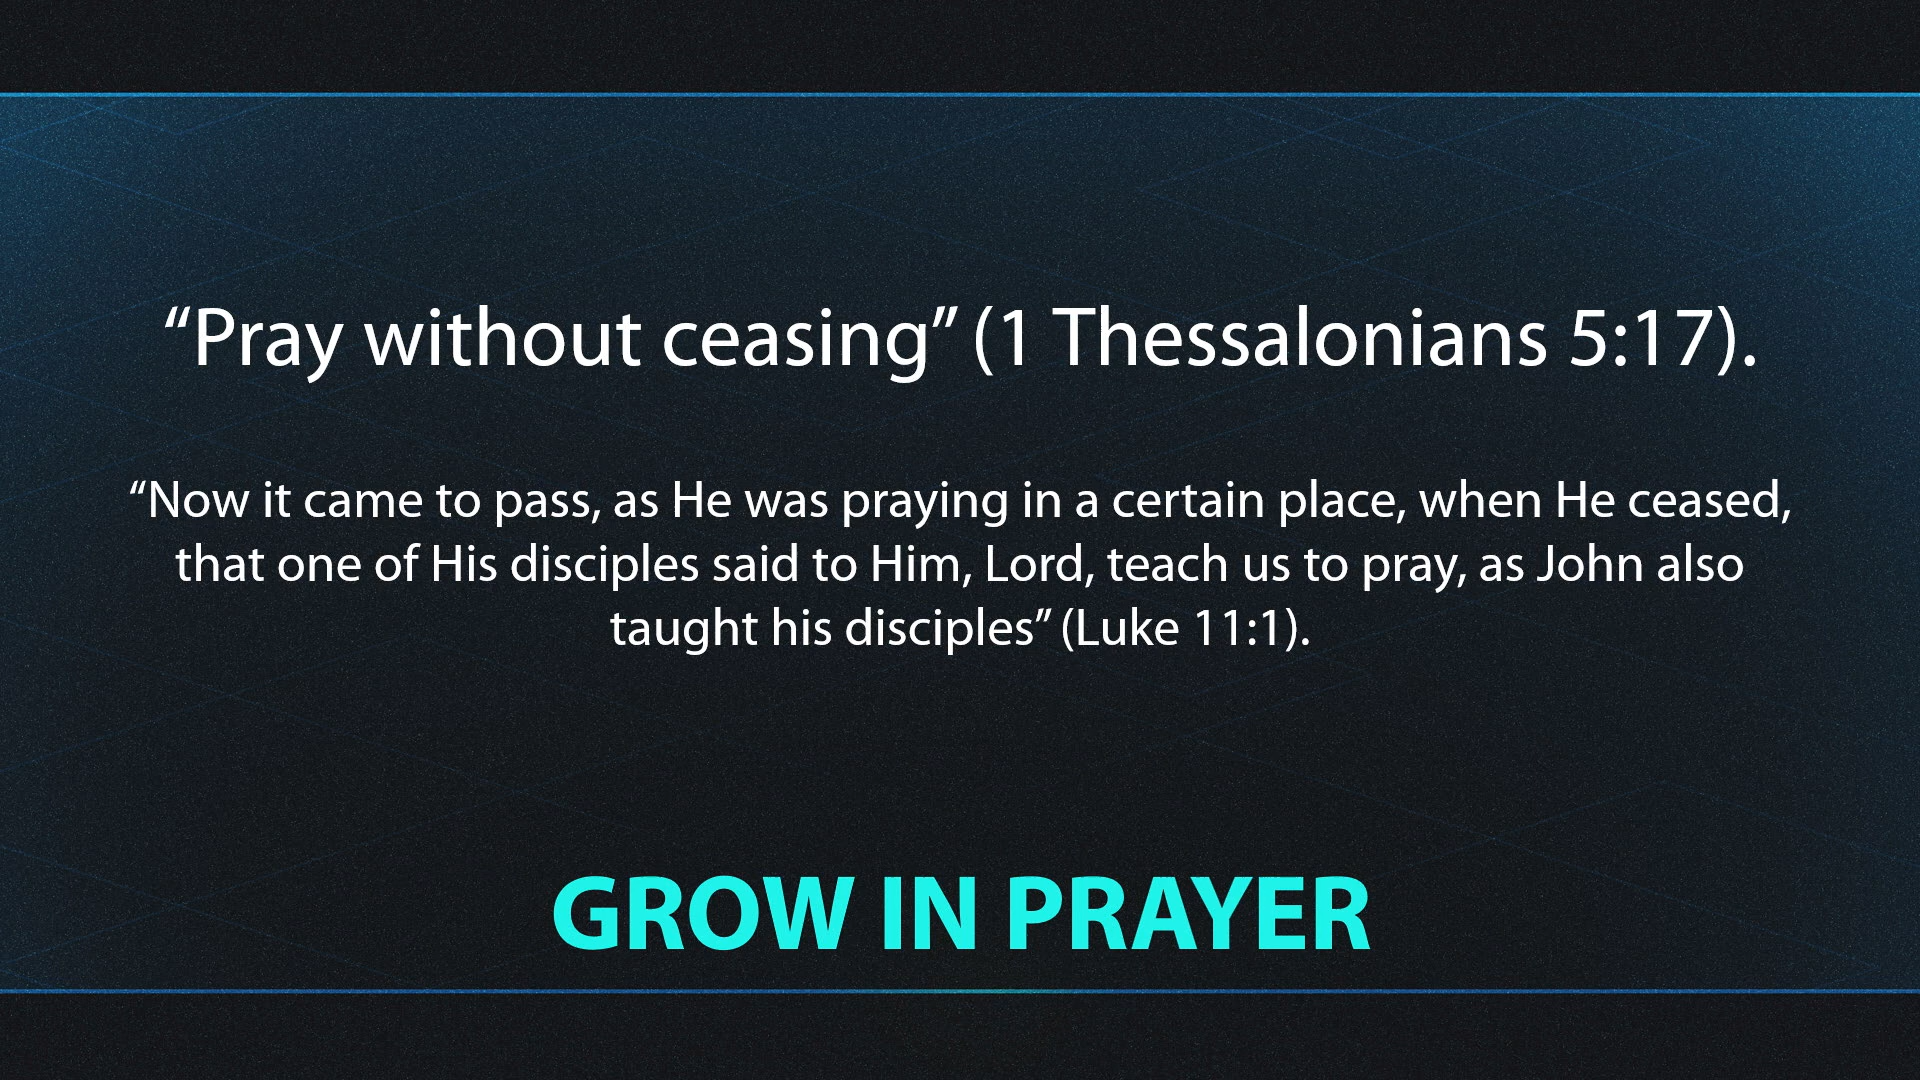 “Pray without ceasing” (1 Thessalonians 5:17).
“Now it came to pass, as He was praying in a certain place, when He ceased,
that one of His disciples said to Him, Lord, teach us to pray, as John also
taught his disciples” (Luke 11:1).
GROW IN PRAYER